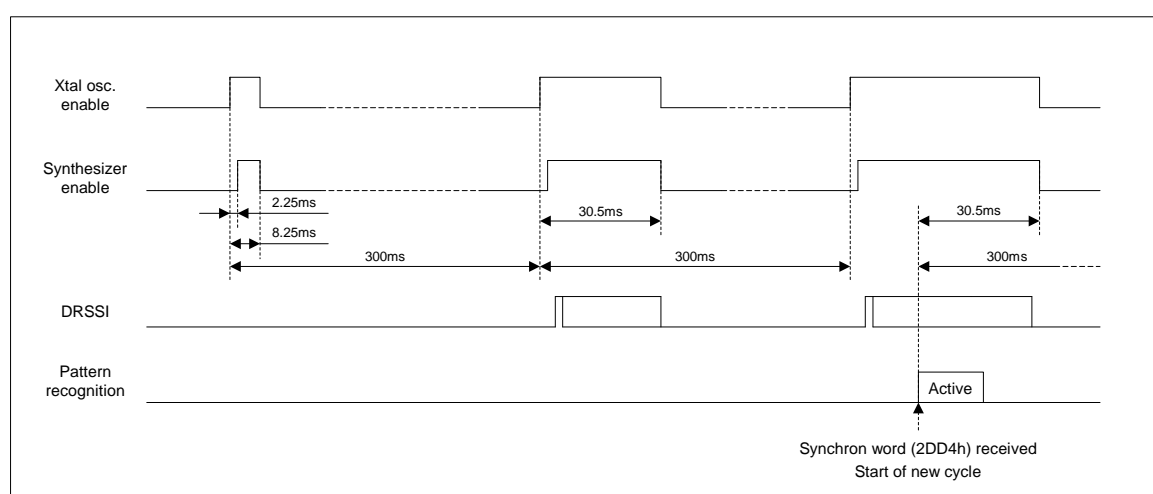 Xtal osc.
enable
Synthesizer
enable
2.25ms
30.5ms
30.5ms
8.25ms
300ms
300ms
300ms
DRSSI
Pattern
recognition
Active
Synchron word (2DD4h) received
Start of new cycle